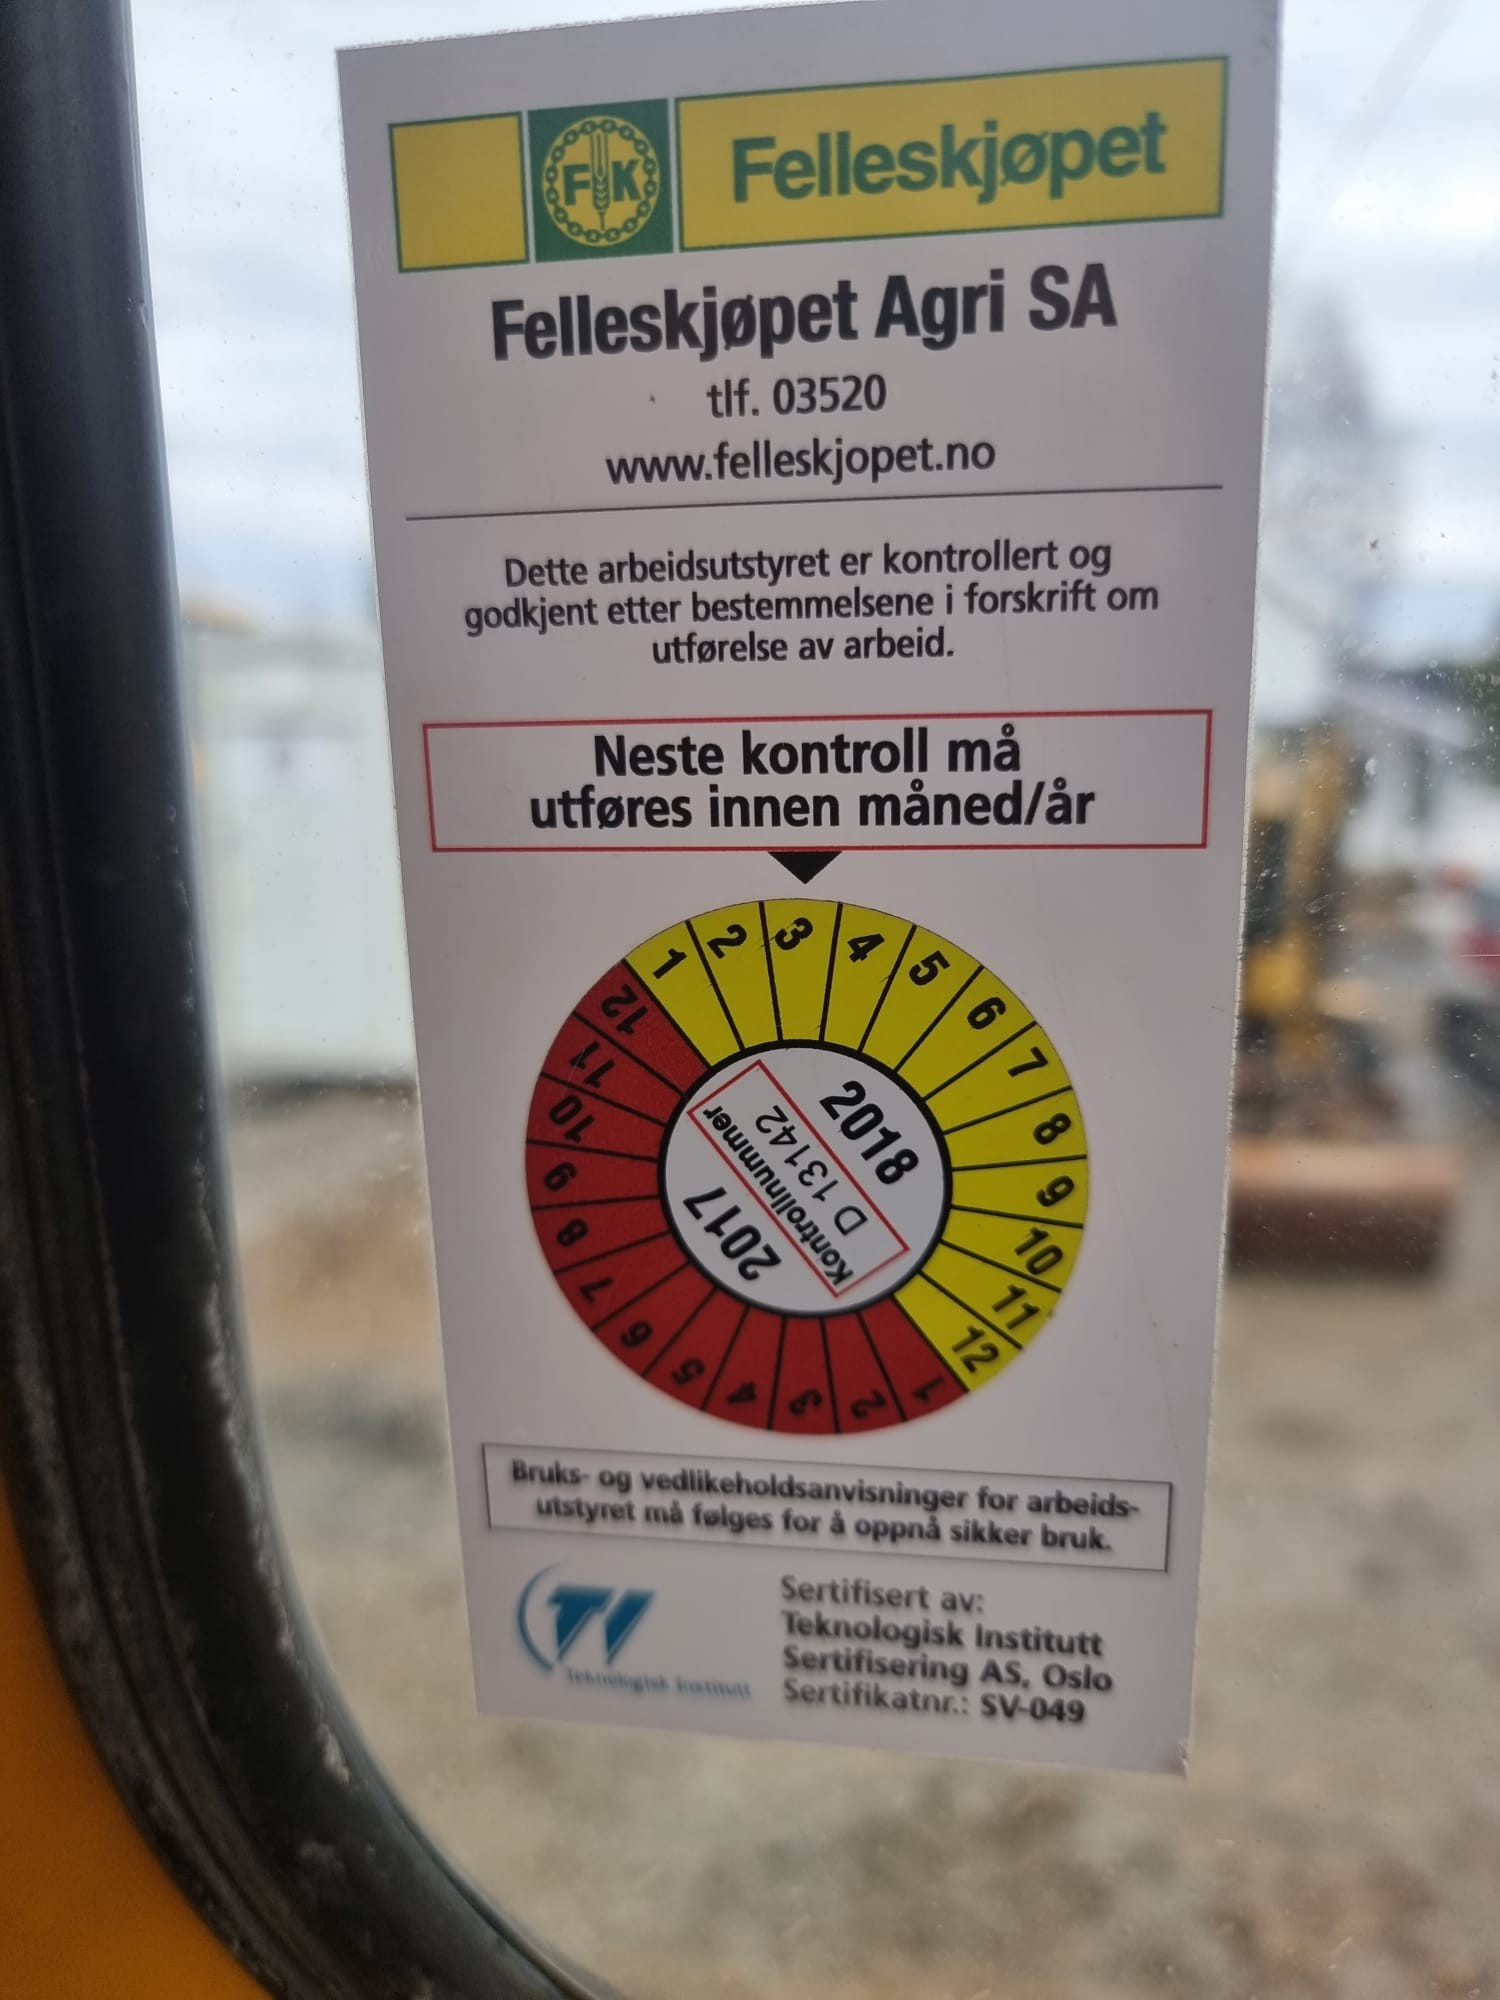 FK
Felleskjøpet
Felleskjøpet Agri SA
tlf. 03520
www.felleskjopet.no
Dette arbeidsutstyret er kontrollert og
godkjent etter bestemmelsene i forskrift om
utførelse av arbeid.
Neste kontroll må
utføres innen måned/år
1 2 3 4 5 6 7 8 9 10 11 12
2018
D 13142
Kontrollnummer
2017
1 2 3 4 5 6 7 8 9 10 11 12
Bruks- og vedlikeholdsanvisninger for arbeids-
utstyret må følges for å oppnå sikker bruk.
TI
Teknologisk Institutt
Sertifisert av:
Teknologisk Institutt
Sertifisering AS, Oslo
Sertifikatnr.: SV-049